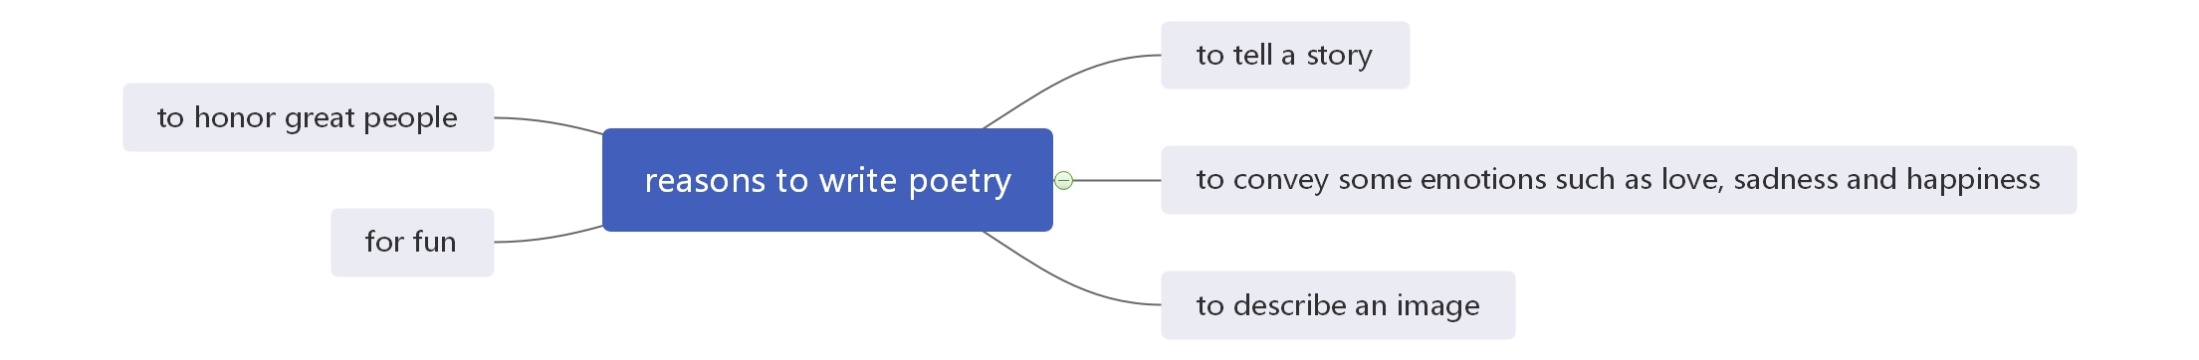 to tell a story
to honor great people
reasons to write poetry
to convey some emotions such as love, sadness and happiness
for fun
to describe an image